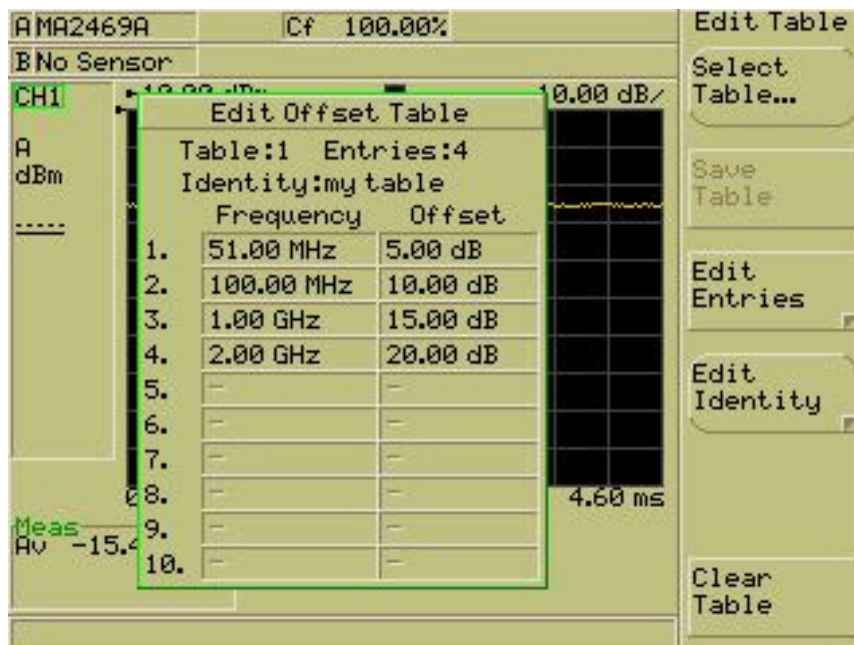 A MA2469A Cf 100.00%
B No Sensor
CH1
10.00 dB/
A
dBm
-----
Edit Offset Table
Table:1 Entries:4
Identity:my table
Frequency Offset
1. 51.00 MHz 5.00 dB
2. 100.00 MHz 10.00 dB
3. 1.00 GHz 15.00 dB
4. 2.00 GHz 20.00 dB
5. – –
6. – –
7. – –
8. – –
9. – –
10. – –
4.60 ms
Meas
Av -15.4
Edit Table
Select
Table...
Save
Table
Edit
Entries
Edit
Identity
Clear
Table